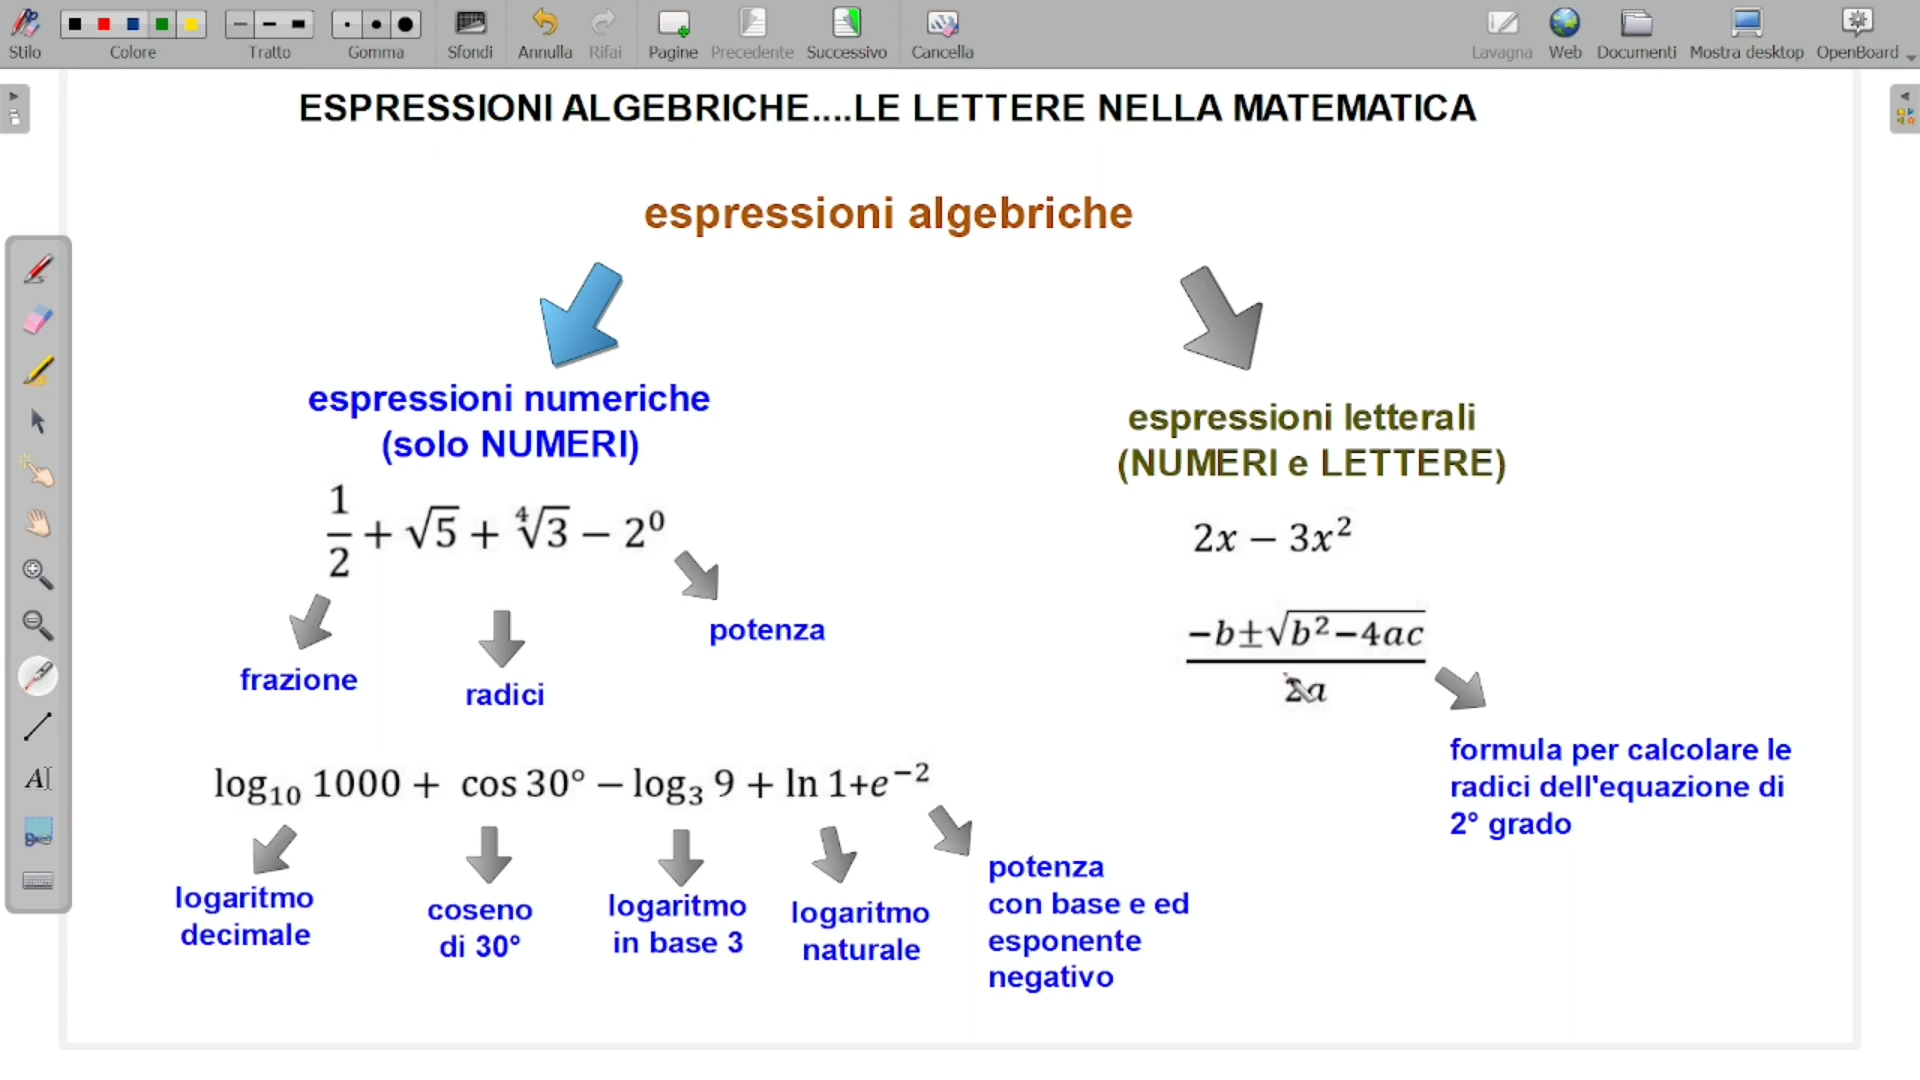 Stilo
Colore
Tratto
Gomma
Sfondi
Annulla
Rifai
Pagine
Precedente
Successivo
Cancella
Lavagna
Web
Documenti
Mostra desktop
OpenBoard
ESPRESSIONI ALGEBRICHE....LE LETTERE NELLA MATEMATICA
espressioni algebriche
espressioni numeriche
(solo NUMERI)
1/2 + √5 + ∜3 − 2⁰
frazione
radici
potenza
log₁₀ 1000 + cos 30° − log₃ 9 + ln 1+e⁻²
logaritmo
decimale
coseno
di 30°
logaritmo
in base 3
logaritmo
naturale
potenza
con base e ed
esponente
negativo
espressioni letterali
(NUMERI e LETTERE)
2x − 3x²
−b±√b²−4ac
2a
formula per calcolare le
radici dell'equazione di
2° grado